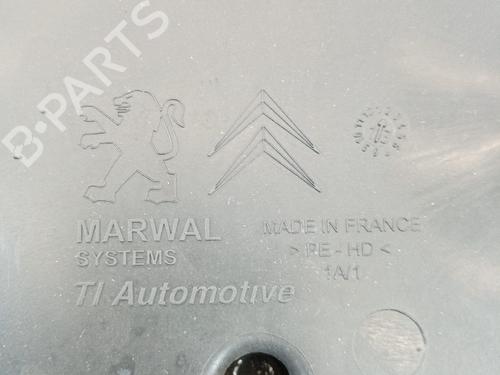 B-PARTS
MARWAL
SYSTEMS
TI Automotive
MADE IN FRANCE
> PE - HD <
1A/1